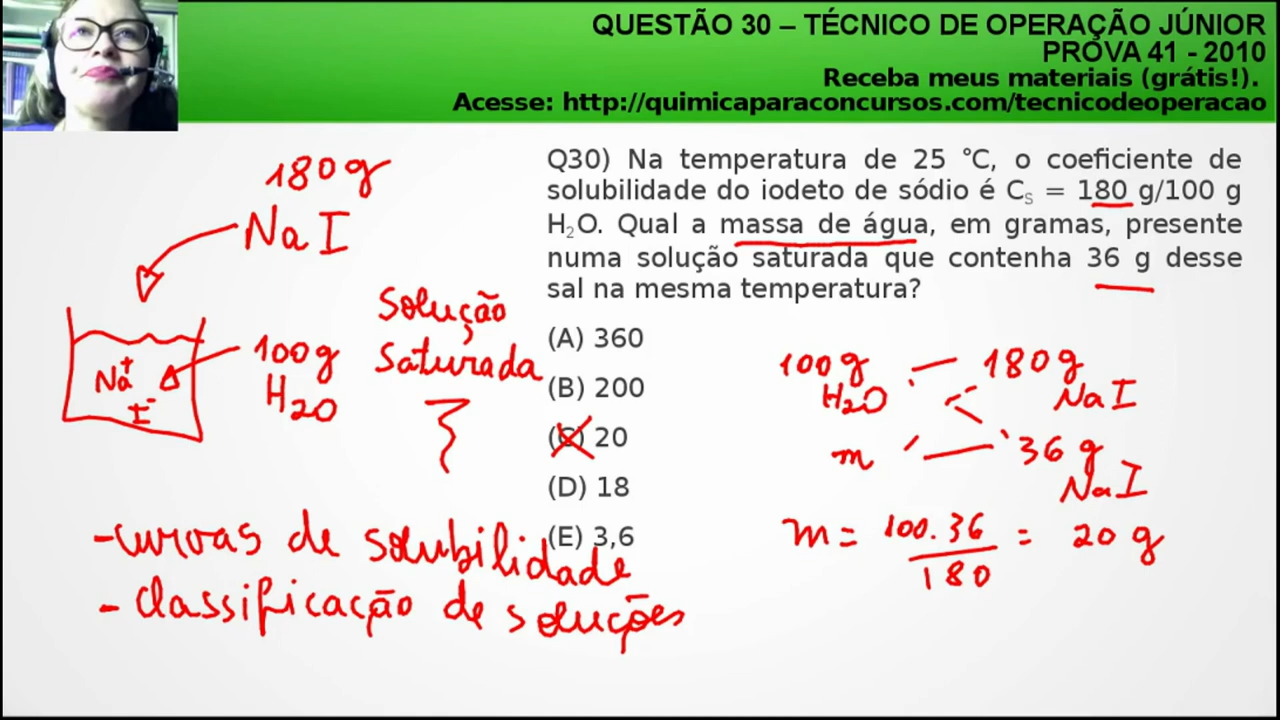 QUESTÃO 30 – TÉCNICO DE OPERAÇÃO JÚNIOR
PROVA 41 - 2010
Receba meus materiais (grátis!).
Acesse: http://quimicaparaconcursos.com/tecnicodeoperacao
Q30) Na temperatura de 25 °C, o coeficiente de
solubilidade do iodeto de sódio é Cs = 180 g/100 g
H2O. Qual a massa de água, em gramas, presente
numa solução saturada que contenha 36 g desse
sal na mesma temperatura?
(A) 360
(B) 200
(C) 20
(D) 18
(E) 3,6
180 g
NaI
Na+
I-
100 g
H2O
Solução
Saturada
100 g — 180 g
H2O NaI
m — 36 g
NaI
m = 100.36 = 20 g
180
-curvas de solubilidade
- classificação de soluções